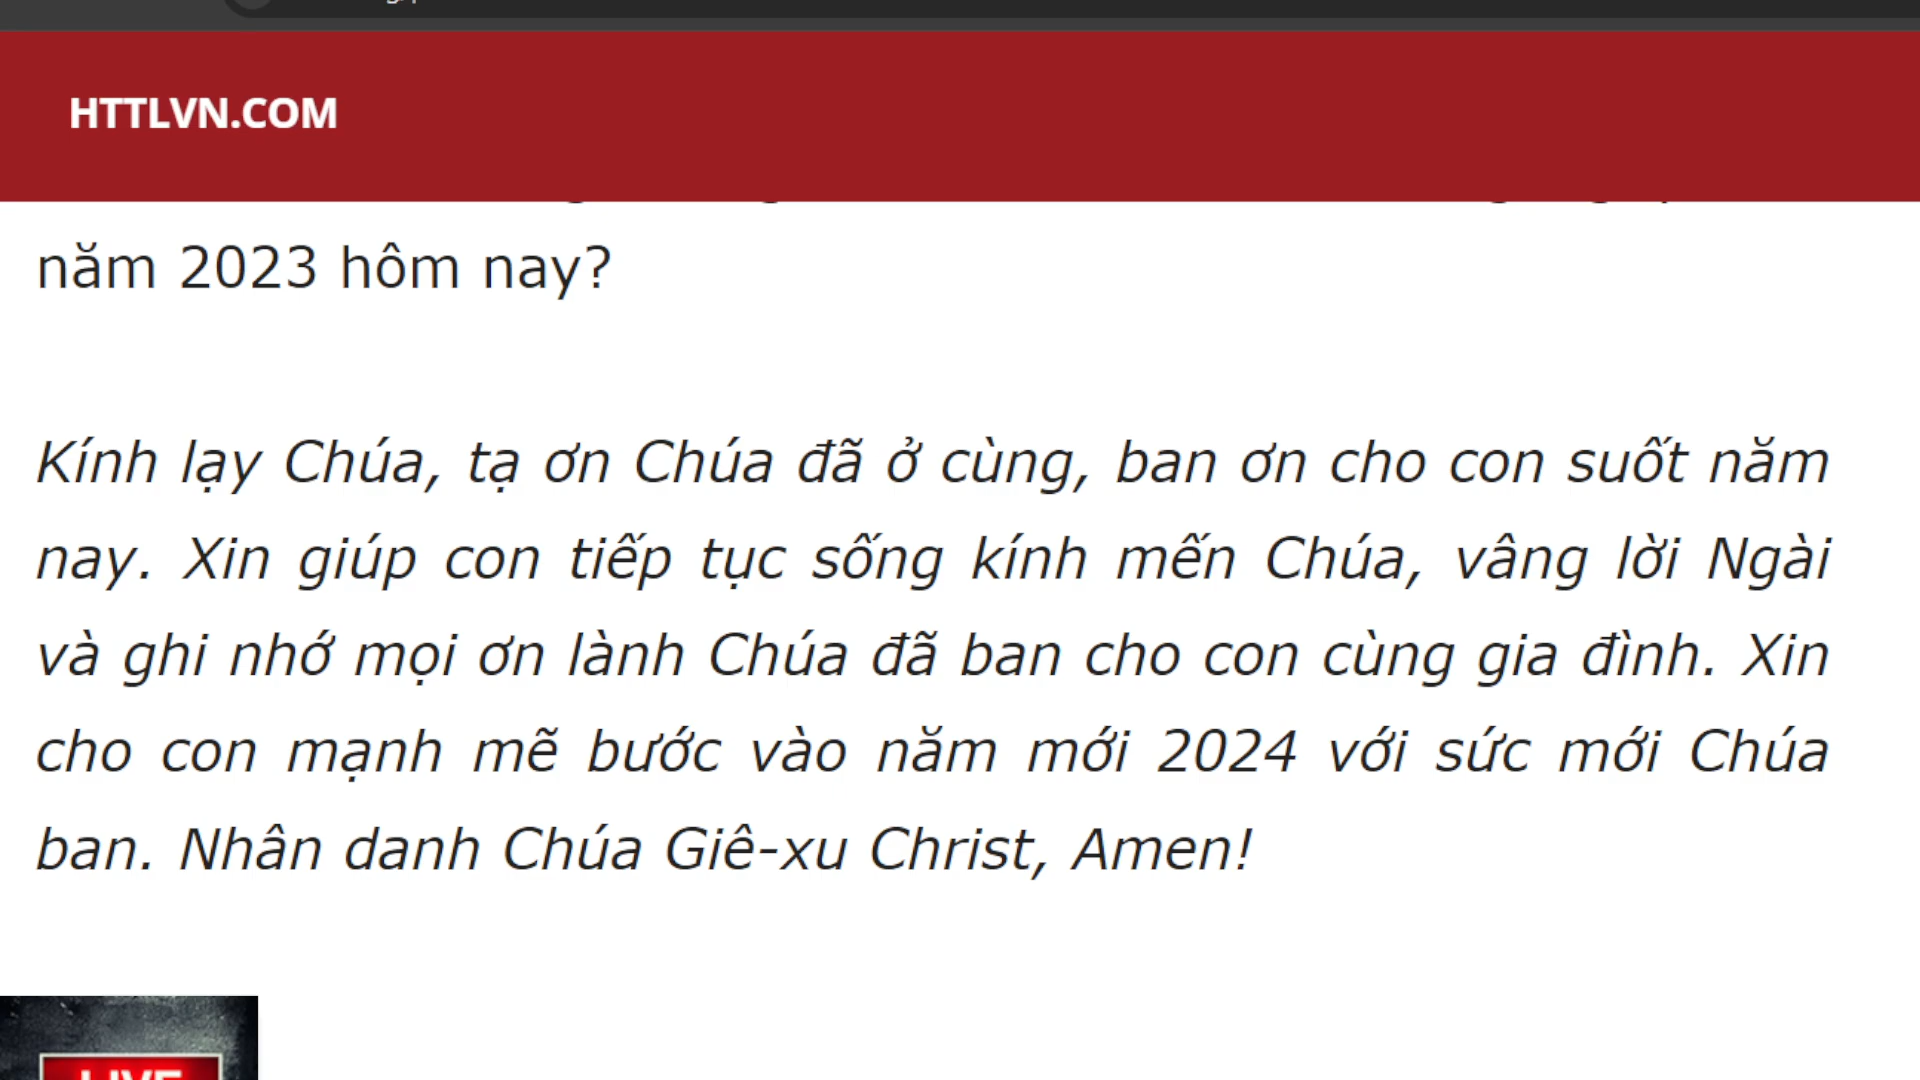 HTTLVN.COM
năm 2023 hôm nay?
Kính lạy Chúa, tạ ơn Chúa đã ở cùng, ban ơn cho con suốt năm
nay. Xin giúp con tiếp tục sống kính mến Chúa, vâng lời Ngài
và ghi nhớ mọi ơn lành Chúa đã ban cho con cùng gia đình. Xin
cho con mạnh mẽ bước vào năm mới 2024 với sức mới Chúa
ban. Nhân danh Chúa Giê-xu Christ, Amen!
LIVE